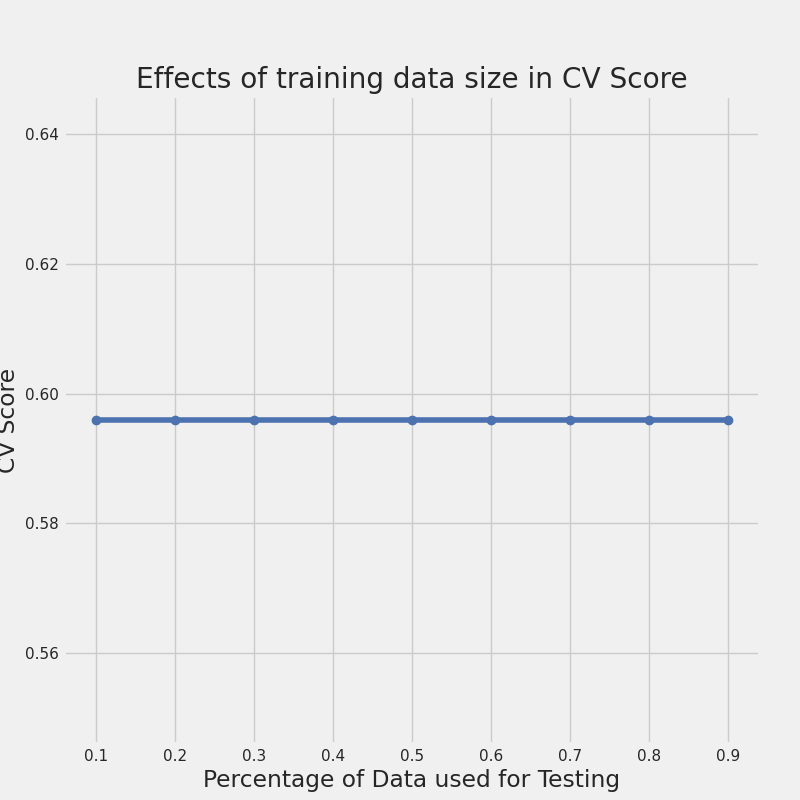 Effects of training data size in CV Score
0.64
0.62
0.60
0.58
0.56
CV Score
0.1 0.2 0.3 0.4 0.5 0.6 0.7 0.8 0.9
Percentage of Data used for Testing